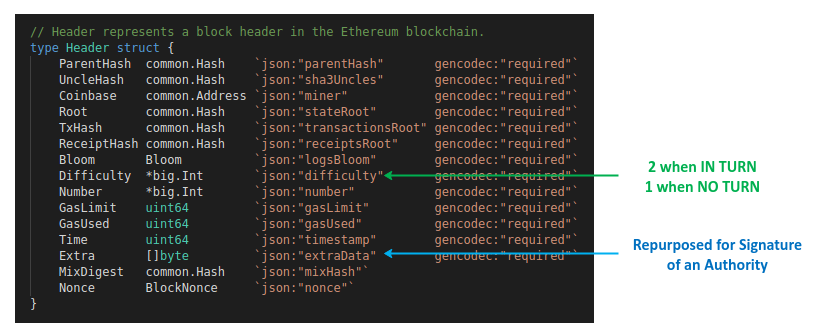 // Header represents a block header in the Ethereum blockchain.
type Header struct {
ParentHash common.Hash `json:"parentHash" gencodec:"required"`
UncleHash common.Hash `json:"sha3Uncles" gencodec:"required"`
Coinbase common.Address `json:"miner" gencodec:"required"`
Root common.Hash `json:"stateRoot" gencodec:"required"`
TxHash common.Hash `json:"transactionsRoot" gencodec:"required"`
ReceiptHash common.Hash `json:"receiptsRoot" gencodec:"required"`
Bloom Bloom `json:"logsBloom" gencodec:"required"`
Difficulty *big.Int `json:"difficulty" gencodec:"required"`
Number *big.Int `json:"number" gencodec:"required"`
GasLimit uint64 `json:"gasLimit" gencodec:"required"`
GasUsed uint64 `json:"gasUsed" gencodec:"required"`
Time uint64 `json:"timestamp" gencodec:"required"`
Extra []byte `json:"extraData" gencodec:"required"`
MixDigest common.Hash `json:"mixHash"`
Nonce BlockNonce `json:"nonce"`
}
2 when IN TURN
1 when NO TURN
Repurposed for Signature
of an Authority